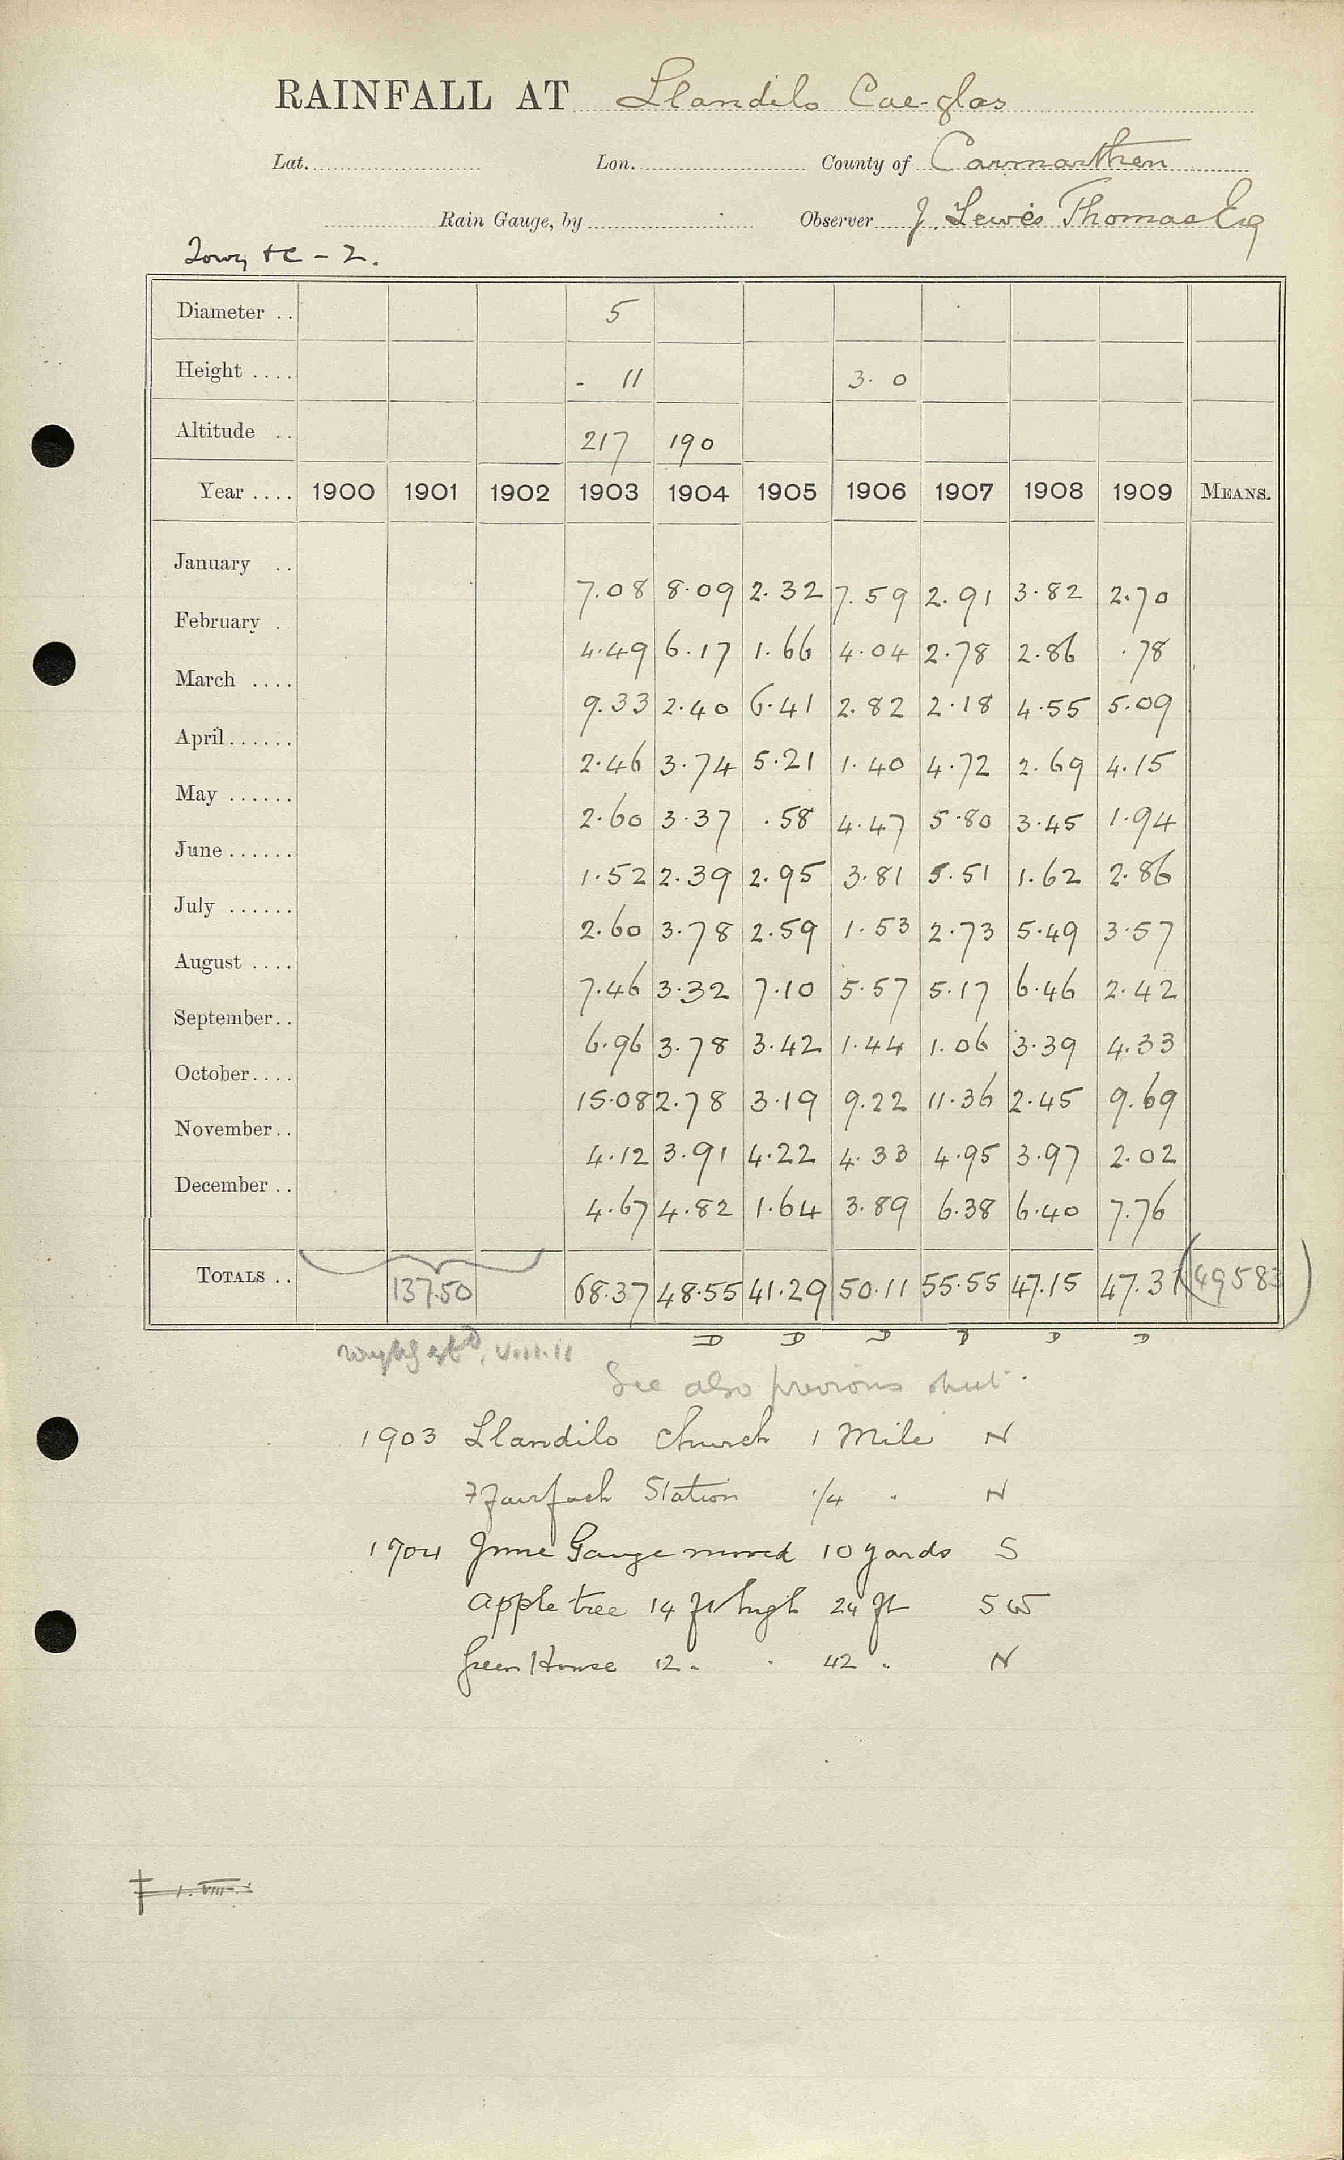 RAINFALL AT Llandilo Cae-glas
Lat. Lon. County of Carmarthen
Rain Gauge, by Observer J. Lewis Thomas Esq
Towy &c - 2.
Diameter .. 5
Height .... - 11 3. 0
Altitude .. 217 190
Year .... 1900 1901 1902 1903 1904 1905 1906 1907 1908 1909 MEANS.
January .. 7.08 8.09 2.32 7.59 2.91 3.82 2.70
February . 4.49 6.17 1.66 4.04 2.78 2.86 .78
March .... 9.33 2.40 6.41 2.82 2.18 4.55 5.09
April...... 2.46 3.74 5.21 1.40 4.72 2.69 4.15
May ...... 2.60 3.37 .58 4.47 5.80 3.45 1.94
June ...... 1.52 2.39 2.95 3.81 5.51 1.62 2.86
July ...... 2.60 3.78 2.59 1.53 2.73 5.49 3.57
August .... 7.46 3.32 7.10 5.57 5.17 6.46 2.42
September.. 6.96 3.78 3.42 1.44 1.06 3.39 4.33
October.... 15.08 2.78 3.19 9.22 11.36 2.45 9.69
November.. 4.12 3.91 4.22 4.33 4.95 3.97 2.02
December .. 4.67 4.82 1.64 3.89 6.38 6.40 7.76
TOTALS .. 137.50 68.37 48.55 41.29 50.11 55.55 47.15 47.31 (49583)
D D D D D D
VIII.11
See also previous sheet.
1903 Llandilo Church 1 Mile N
Ffairfach Station 1/4 " N
1904 June Gauge moved 10 yards S
Apple tree 14 ft high 24 ft SW
Green House 12 " " 42 " N
1. VIII.